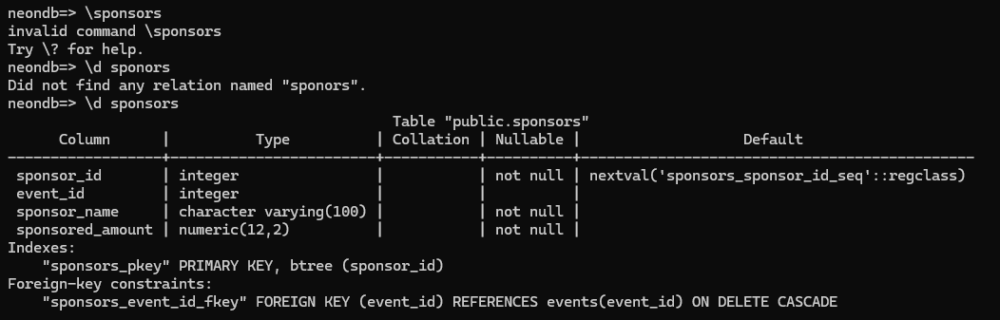 neondb=> \sponsors
invalid command \sponsors
Try \? for help.
neondb=> \d sponors
Did not find any relation named "sponors".
neondb=> \d sponsors
                                             Table "public.sponsors"
      Column      |          Type          | Collation | Nullable |                   Default
------------------+------------------------+-----------+----------+----------------------------------------------
 sponsor_id       | integer                |           | not null | nextval('sponsors_sponsor_id_seq'::regclass)
 event_id         | integer                |           |          |
 sponsor_name     | character varying(100) |           | not null |
 sponsored_amount | numeric(12,2)          |           | not null |
Indexes:
    "sponsors_pkey" PRIMARY KEY, btree (sponsor_id)
Foreign-key constraints:
    "sponsors_event_id_fkey" FOREIGN KEY (event_id) REFERENCES events(event_id) ON DELETE CASCADE